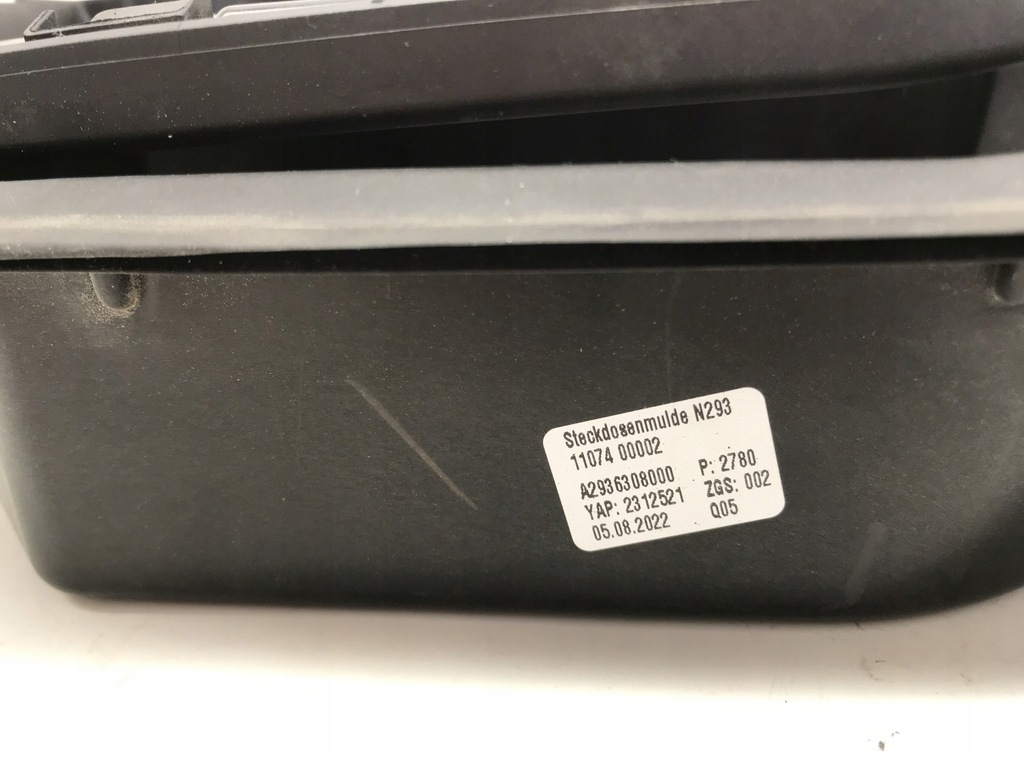 Steckdosenmulde N293
11074 00002
A2936308000 P: 2780
YAP: 2312521 ZGS: 002
05.08.2022 Q05